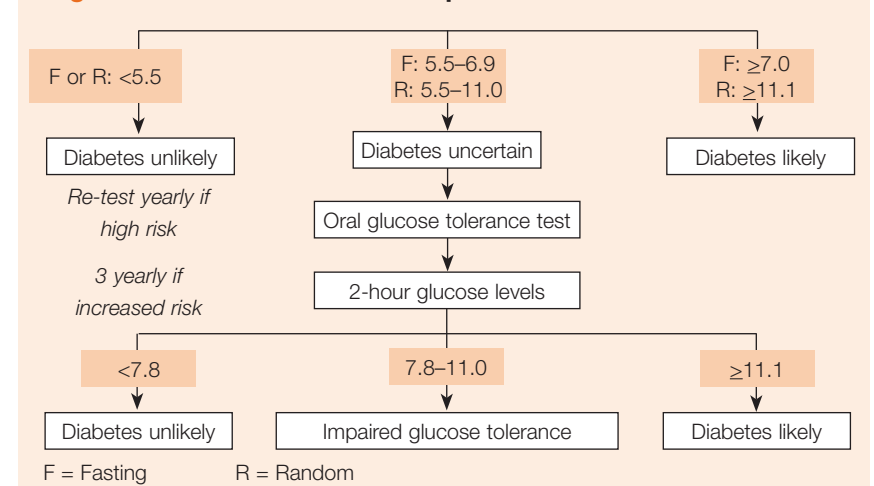 F or R: <5.5
F: 5.5–6.9
R: 5.5–11.0
F: ≥7.0
R: ≥11.1
Diabetes unlikely
Diabetes uncertain
Diabetes likely
Re-test yearly if
high risk
Oral glucose tolerance test
3 yearly if
increased risk
2-hour glucose levels
<7.8
7.8–11.0
≥11.1
Diabetes unlikely
Impaired glucose tolerance
Diabetes likely
F = Fasting
R = Random